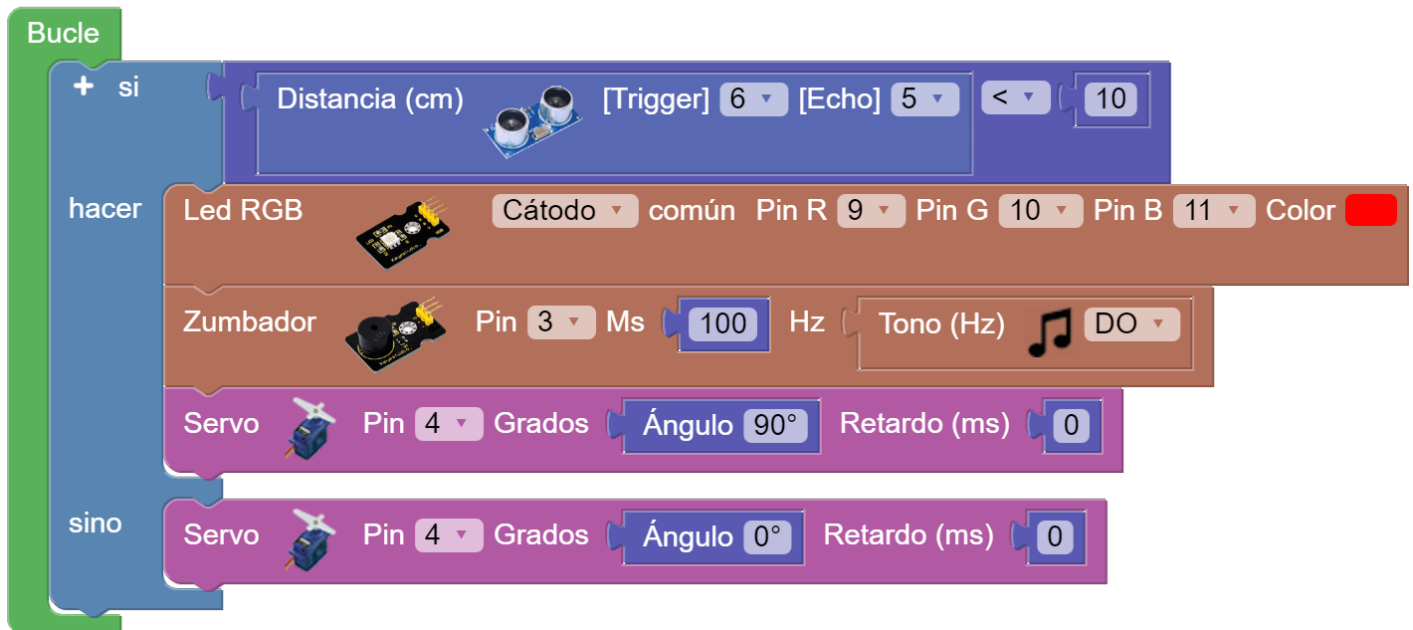 Bucle
+ si Distancia (cm) [Trigger] 6 [Echo] 5 < 10
hacer Led RGB Cátodo común Pin R 9 Pin G 10 Pin B 11 Color
Zumbador Pin 3 Ms 100 Hz Tono (Hz) DO
Servo Pin 4 Grados Ángulo 90° Retardo (ms) 0
sino Servo Pin 4 Grados Ángulo 0° Retardo (ms) 0